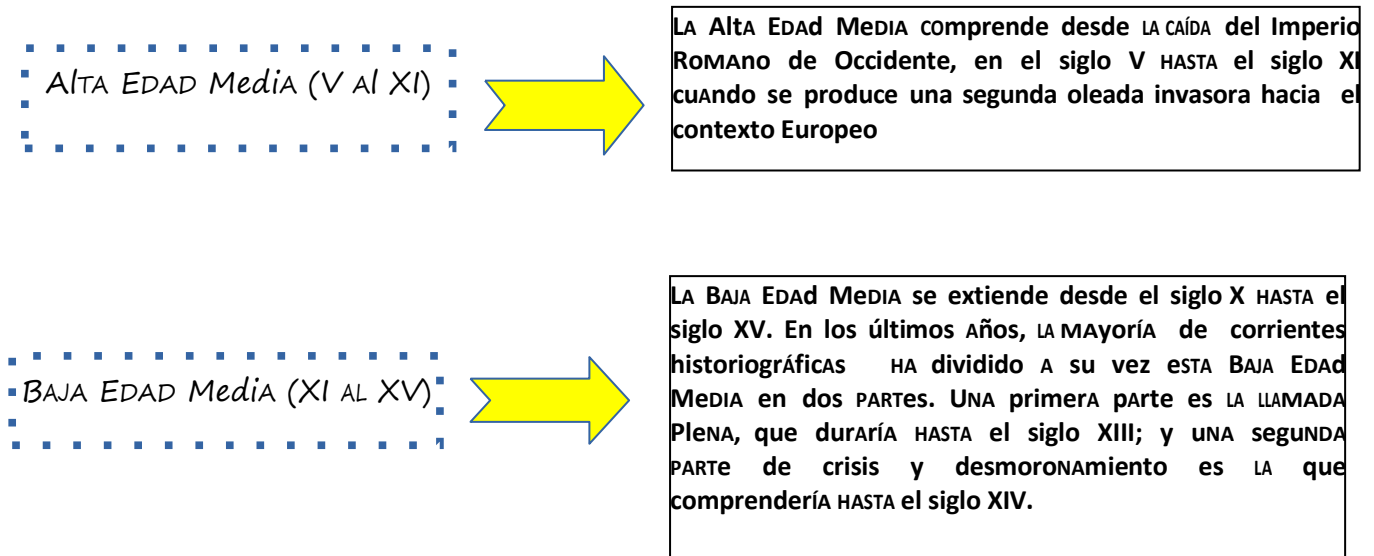 AlTA EDAD MediA (V Al XI)
LA AltA EDAd MeDIA comprende desde LA CAÍDA del Imperio
RoMAno de Occidente, en el siglo V HASTA el siglo XI
cuAndo se produce una segunda oleada invasora hacia el
contexto Europeo
BAJA EDAD MediA (XI AL XV)
LA BAJA EDAd MeDIA se extiende desde el siglo X HASTA el
siglo XV. En los últimos Años, LA MAyoríA de corrientes
historiográficAs HA dividido A su vez eSTA BAJA EDAd
MeDIA en dos PARTes. UNA primerA pArte es LA LLAMADA
PleNA, que durAríA HASTA el siglo XIII; y uNA seguNDA
PARTe de crisis y desmoroNAmiento es LA que
comprenderíA HASTA el siglo XIV.